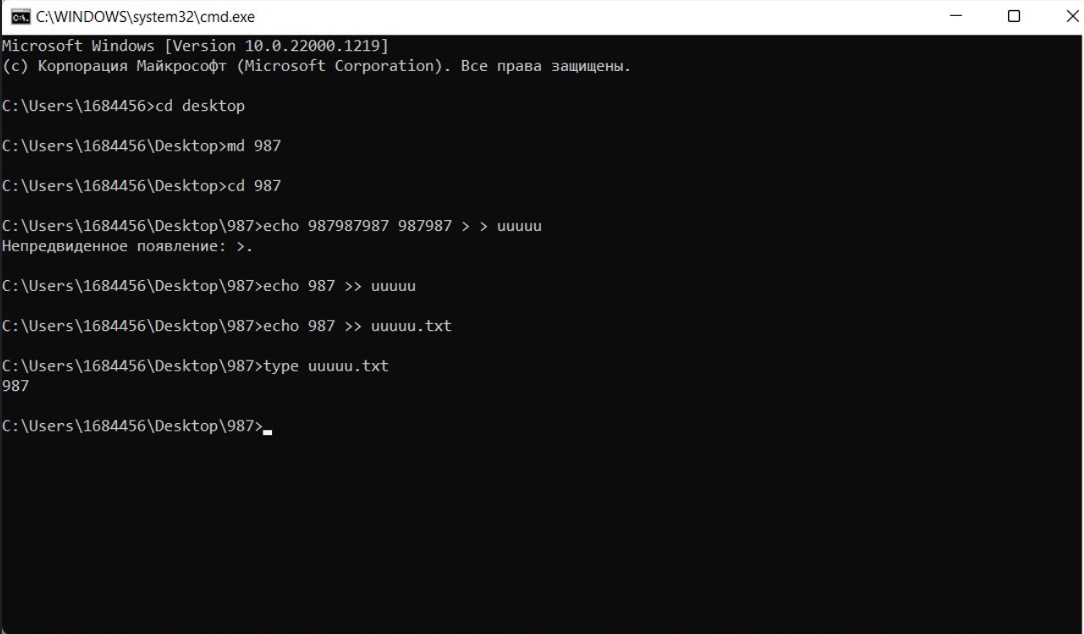 C:\WINDOWS\system32\cmd.exe
Microsoft Windows [Version 10.0.22000.1219]
(c) Корпорация Майкрософт (Microsoft Corporation). Все права защищены.
C:\Users\1684456>cd desktop
C:\Users\1684456\Desktop>md 987
C:\Users\1684456\Desktop>cd 987
C:\Users\1684456\Desktop\987>echo 987987987 987987 > > uuuuu
Непредвиденное появление: >.
C:\Users\1684456\Desktop\987>echo 987 >> uuuuu
C:\Users\1684456\Desktop\987>echo 987 >> uuuuu.txt
C:\Users\1684456\Desktop\987>type uuuuu.txt
987
C:\Users\1684456\Desktop\987>